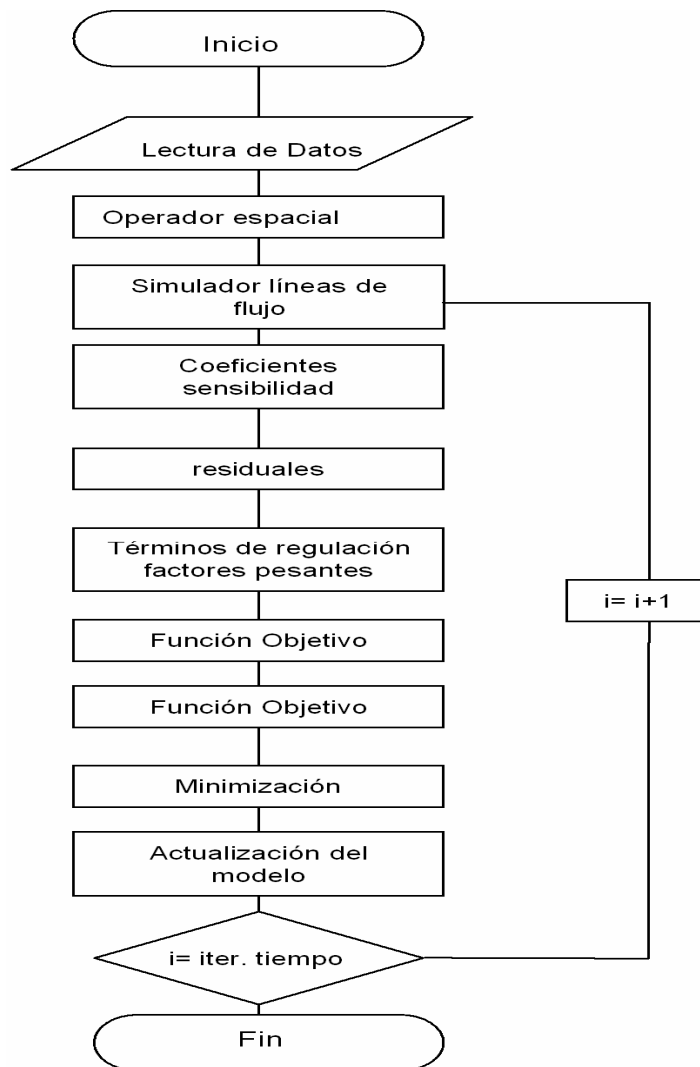 Inicio
Lectura de Datos
Operador espacial
Simulador líneas de
flujo
Coeficientes
sensibilidad
residuales
Términos de regulación
factores pesantes
i= i+1
Función Objetivo
Función Objetivo
Minimización
Actualización del
modelo
i= iter. tiempo
Fin